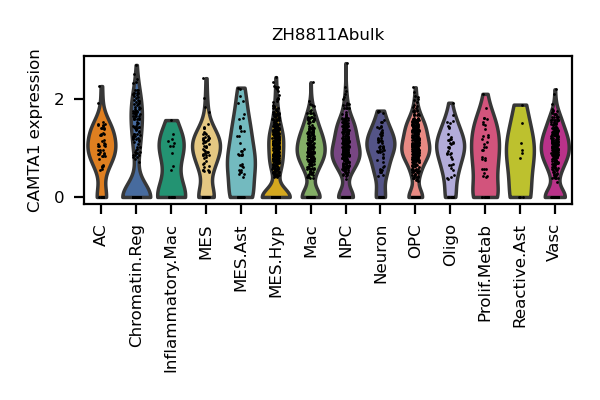 ZH8811Abulk
CAMTA1 expression
2
0
AC
Chromatin.Reg
Inflammatory.Mac
MES
MES.Ast
MES.Hyp
Mac
NPC
Neuron
OPC
Oligo
Prolif.Metab
Reactive.Ast
Vasc